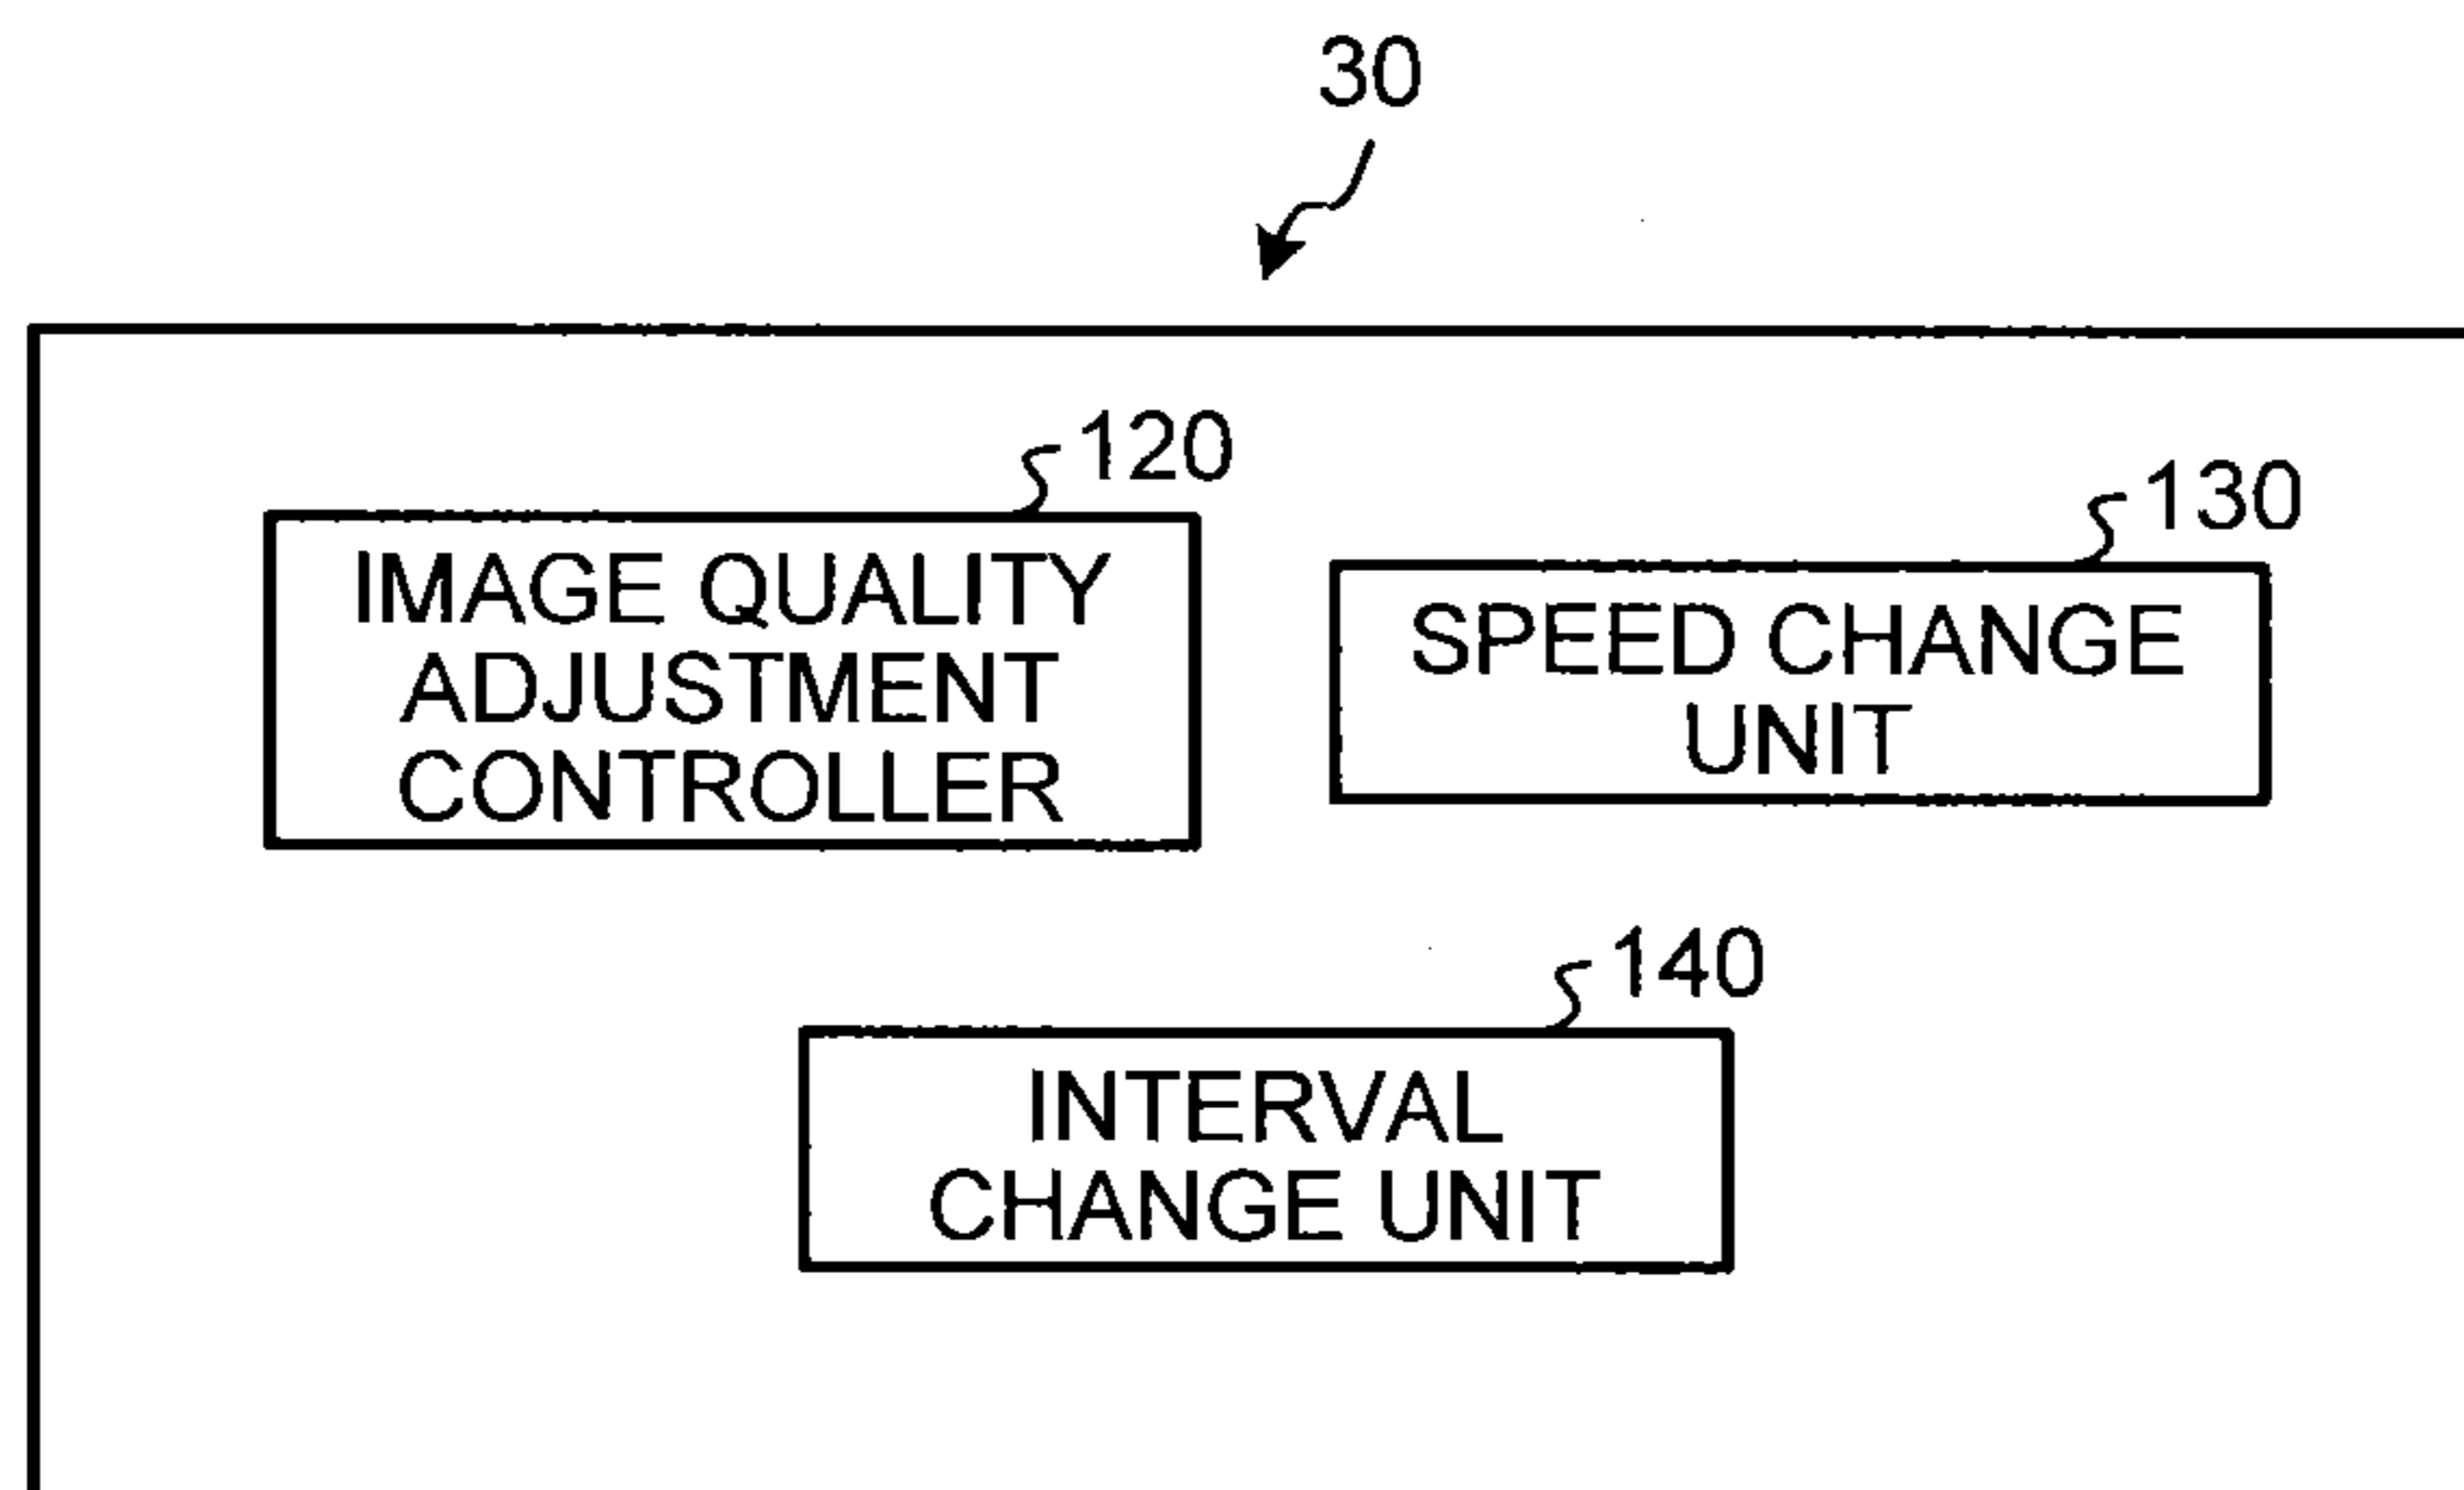 30
120
IMAGE QUALITY
ADJUSTMENT
CONTROLLER
130
SPEED CHANGE
UNIT
140
INTERVAL
CHANGE UNIT